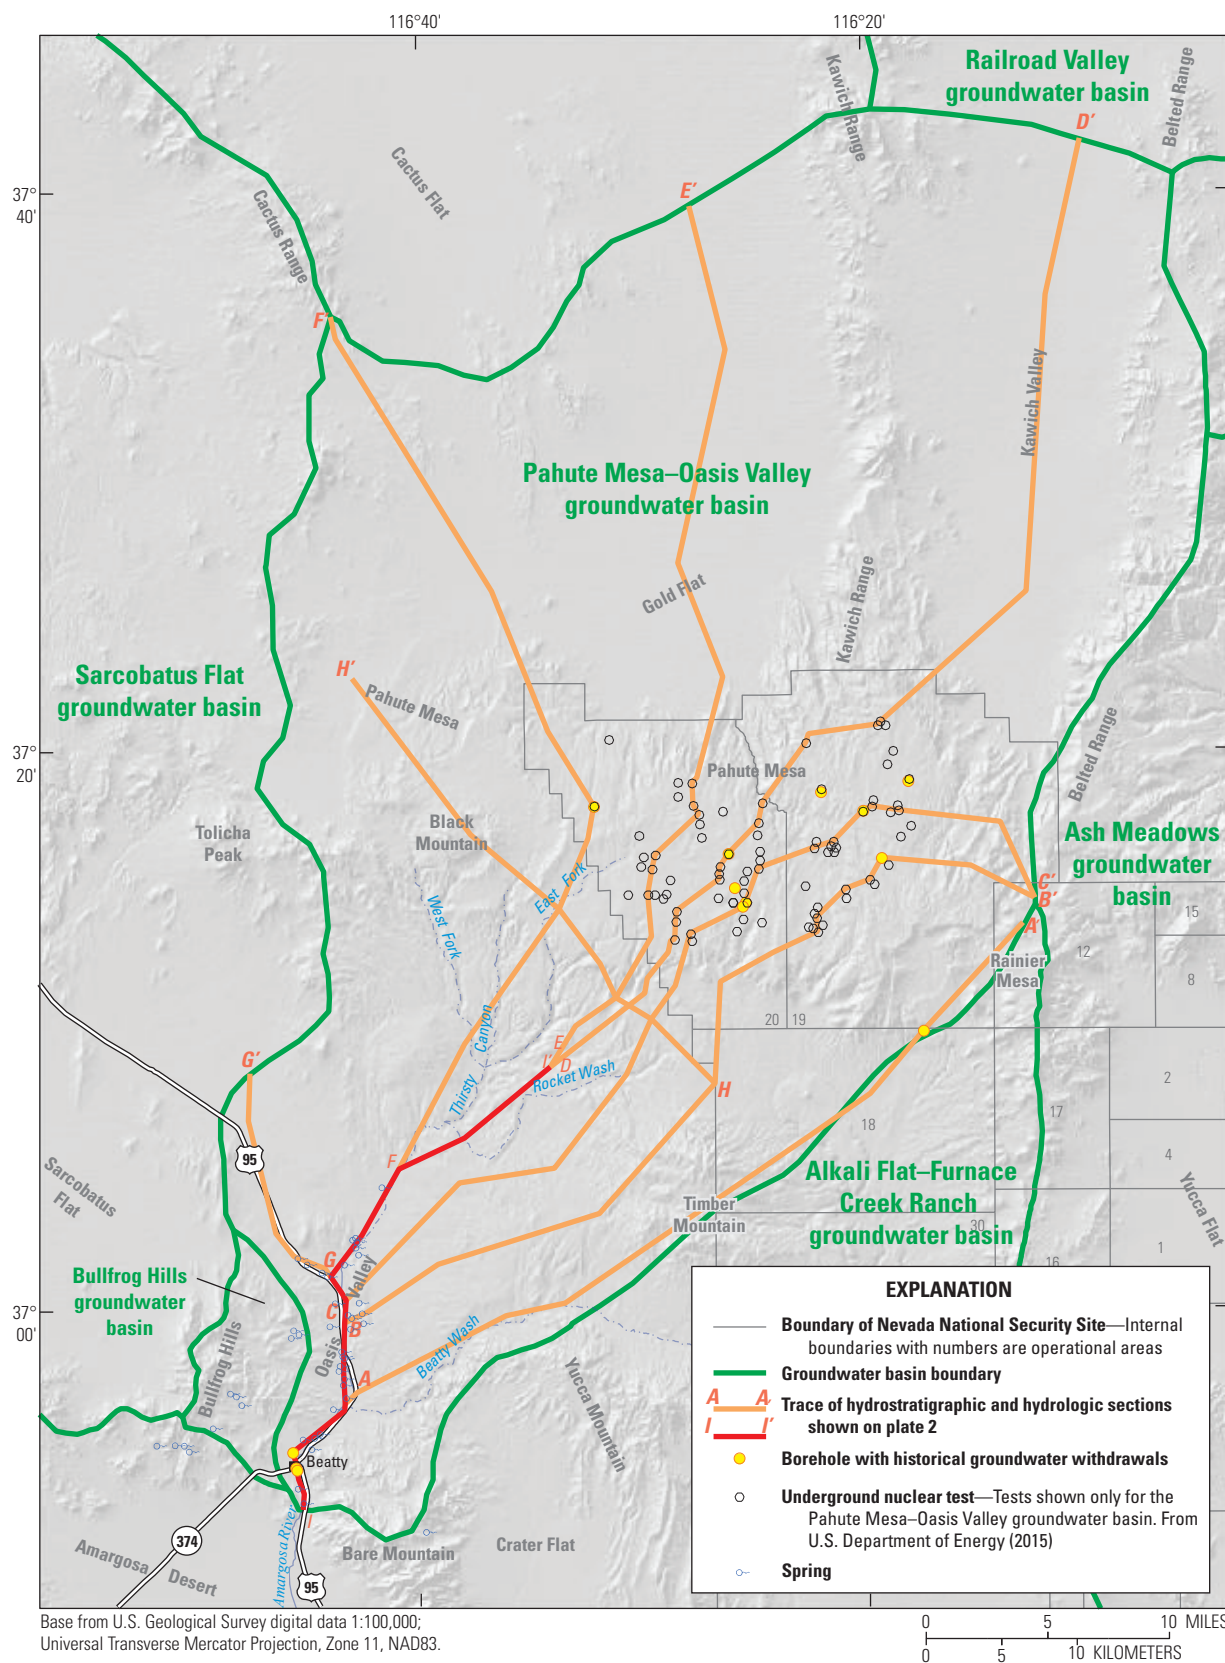 116°40'
116°20'
Railroad Valley
groundwater basin
Kawich Range
Belted Range
D'
Cactus Flat
37°
40'
E'
Cactus Range
F'
Kawich Valley
Pahute Mesa–Oasis Valley
groundwater basin
Gold Flat
Kawich Range
Sarcobatus Flat
groundwater basin
H'
Pahute Mesa
37°
20'
Pahute Mesa
Belted Range
Tolicha
Peak
Black
Mountain
Ash Meadows
groundwater
basin
East Fork
West Fork
C'
B'
A'
15
12
8
Rainier
Mesa
Thirsty Canyon
20
19
E
I'
D
Rocket Wash
G'
H
2
17
18
4
95
F
Sarcobatus
Flat
Alkali Flat–Furnace
Creek Ranch
groundwater basin
Timber
Mountain
30
Yucca Flat
1
16
G
Oasis Valley
Bullfrog Hills
groundwater
basin
37°
00'
C
B
Beatty Wash
Bullfrog Hills
A
Yucca Mountain
Beatty
I
374
Amargosa Desert
Amargosa River
95
Bare Mountain
Crater Flat
EXPLANATION
Boundary of Nevada National Security Site—Internal
boundaries with numbers are operational areas
Groundwater basin boundary
A A'
Trace of hydrostratigraphic and hydrologic sections
I I'
shown on plate 2
Borehole with historical groundwater withdrawals
Underground nuclear test—Tests shown only for the
Pahute Mesa–Oasis Valley groundwater basin. From
U.S. Department of Energy (2015)
Spring
Base from U.S. Geological Survey digital data 1:100,000;
Universal Transverse Mercator Projection, Zone 11, NAD83.
0 5 10 MILES
0 5 10 KILOMETERS